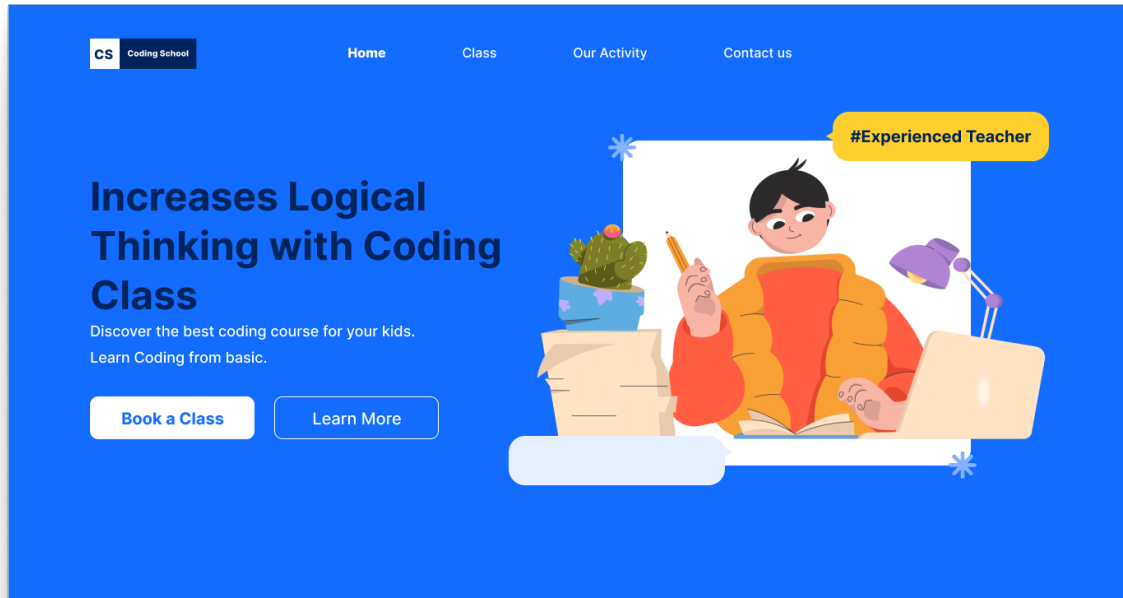 CS Coding School
Home Class Our Activity Contact us
#Experienced Teacher
Increases Logical
Thinking with Coding
Class
Discover the best coding course for your kids.
Learn Coding from basic.
Book a Class Learn More